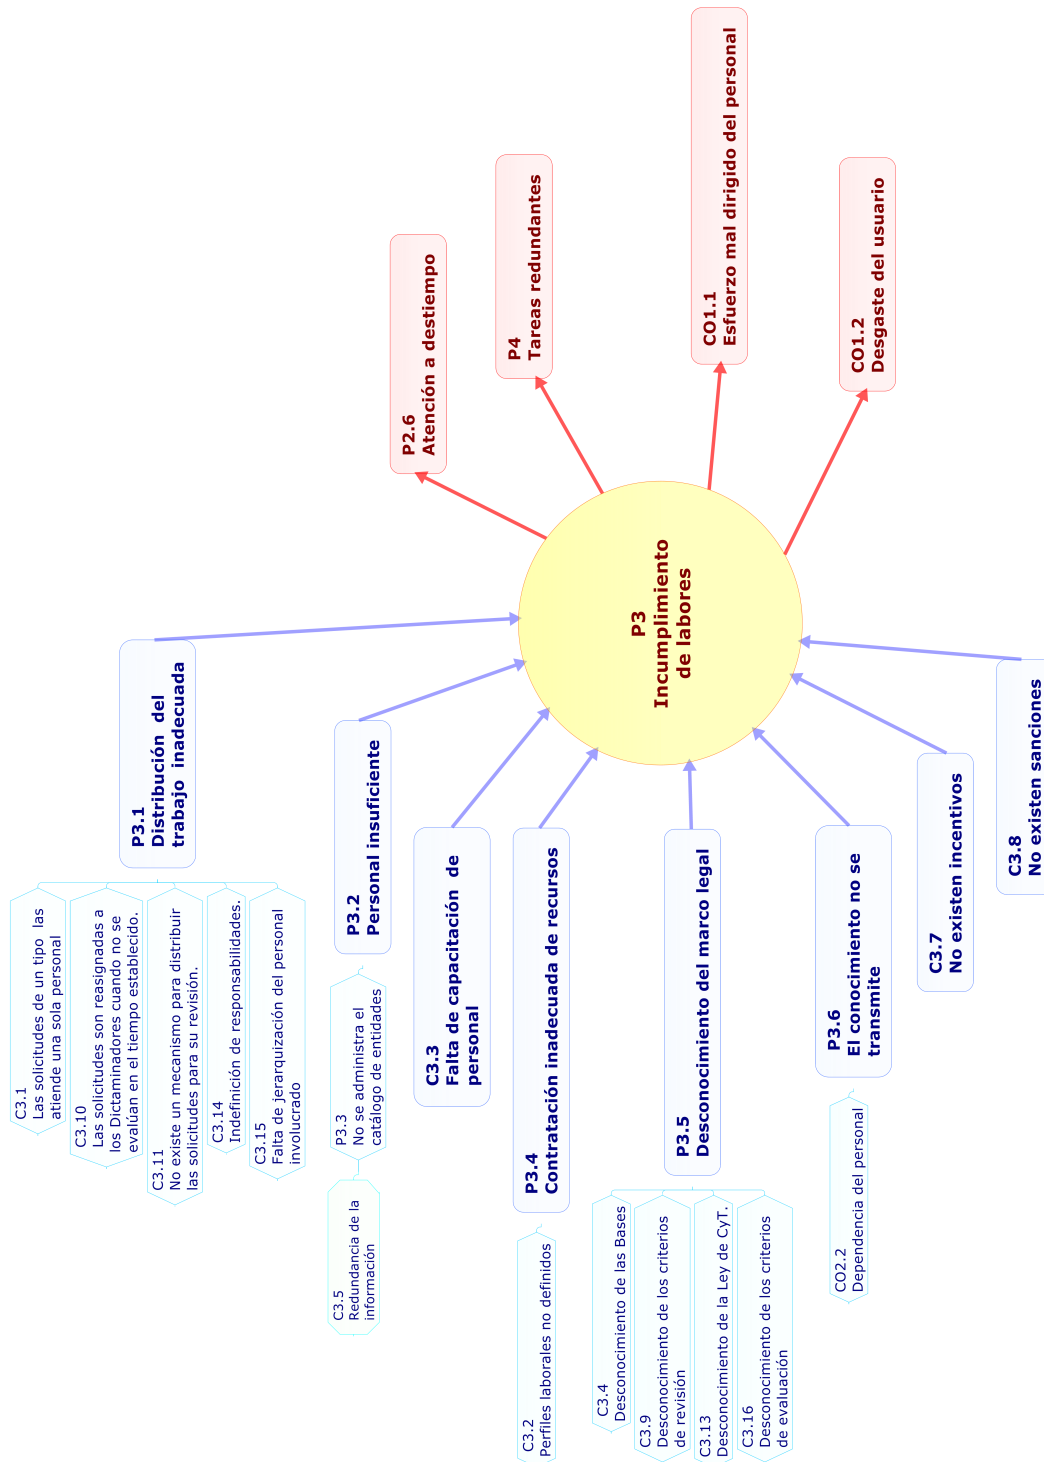 C3.1
Las solicitudes de un tipo las
atiende una sola personal
C3.10
Las solicitudes son reasignadas a
los Dictaminadores cuando no se
evalúan en el tiempo establecido.
C3.11
No existe un mecanismo para distribuir
las solicitudes para su revisión.
C3.14
Indefinición de responsabilidades.
C3.15
Falta de jerarquización del personal
involucrado
P3.1
Distribución del
trabajo inadecuada
C3.5
Redundancia de la
información
P3.3
No se administra el
catálogo de entidades
P3.2
Personal insuficiente
C3.3
Falta de capacitación de
personal
C3.2
Perfiles laborales no definidos
P3.4
Contratación inadecuada de recursos
C3.4
Desconocimiento de las Bases
C3.9
Desconocimiento de los criterios
de revisión
C3.13
Desconocimiento de la Ley de CyT.
C3.16
Desconocimiento de los criterios
de evaluación
P3.5
Desconocimiento del marco legal
CO2.2
Dependencia del personal
P3.6
El conocimiento no se
transmite
C3.7
No existen incentivos
C3.8
No existen sanciones
P3
Incumplimiento
de labores
P2.6
Atención a destiempo
P4
Tareas redundantes
CO1.1
Esfuerzo mal dirigido del personal
CO1.2
Desgaste del usuario